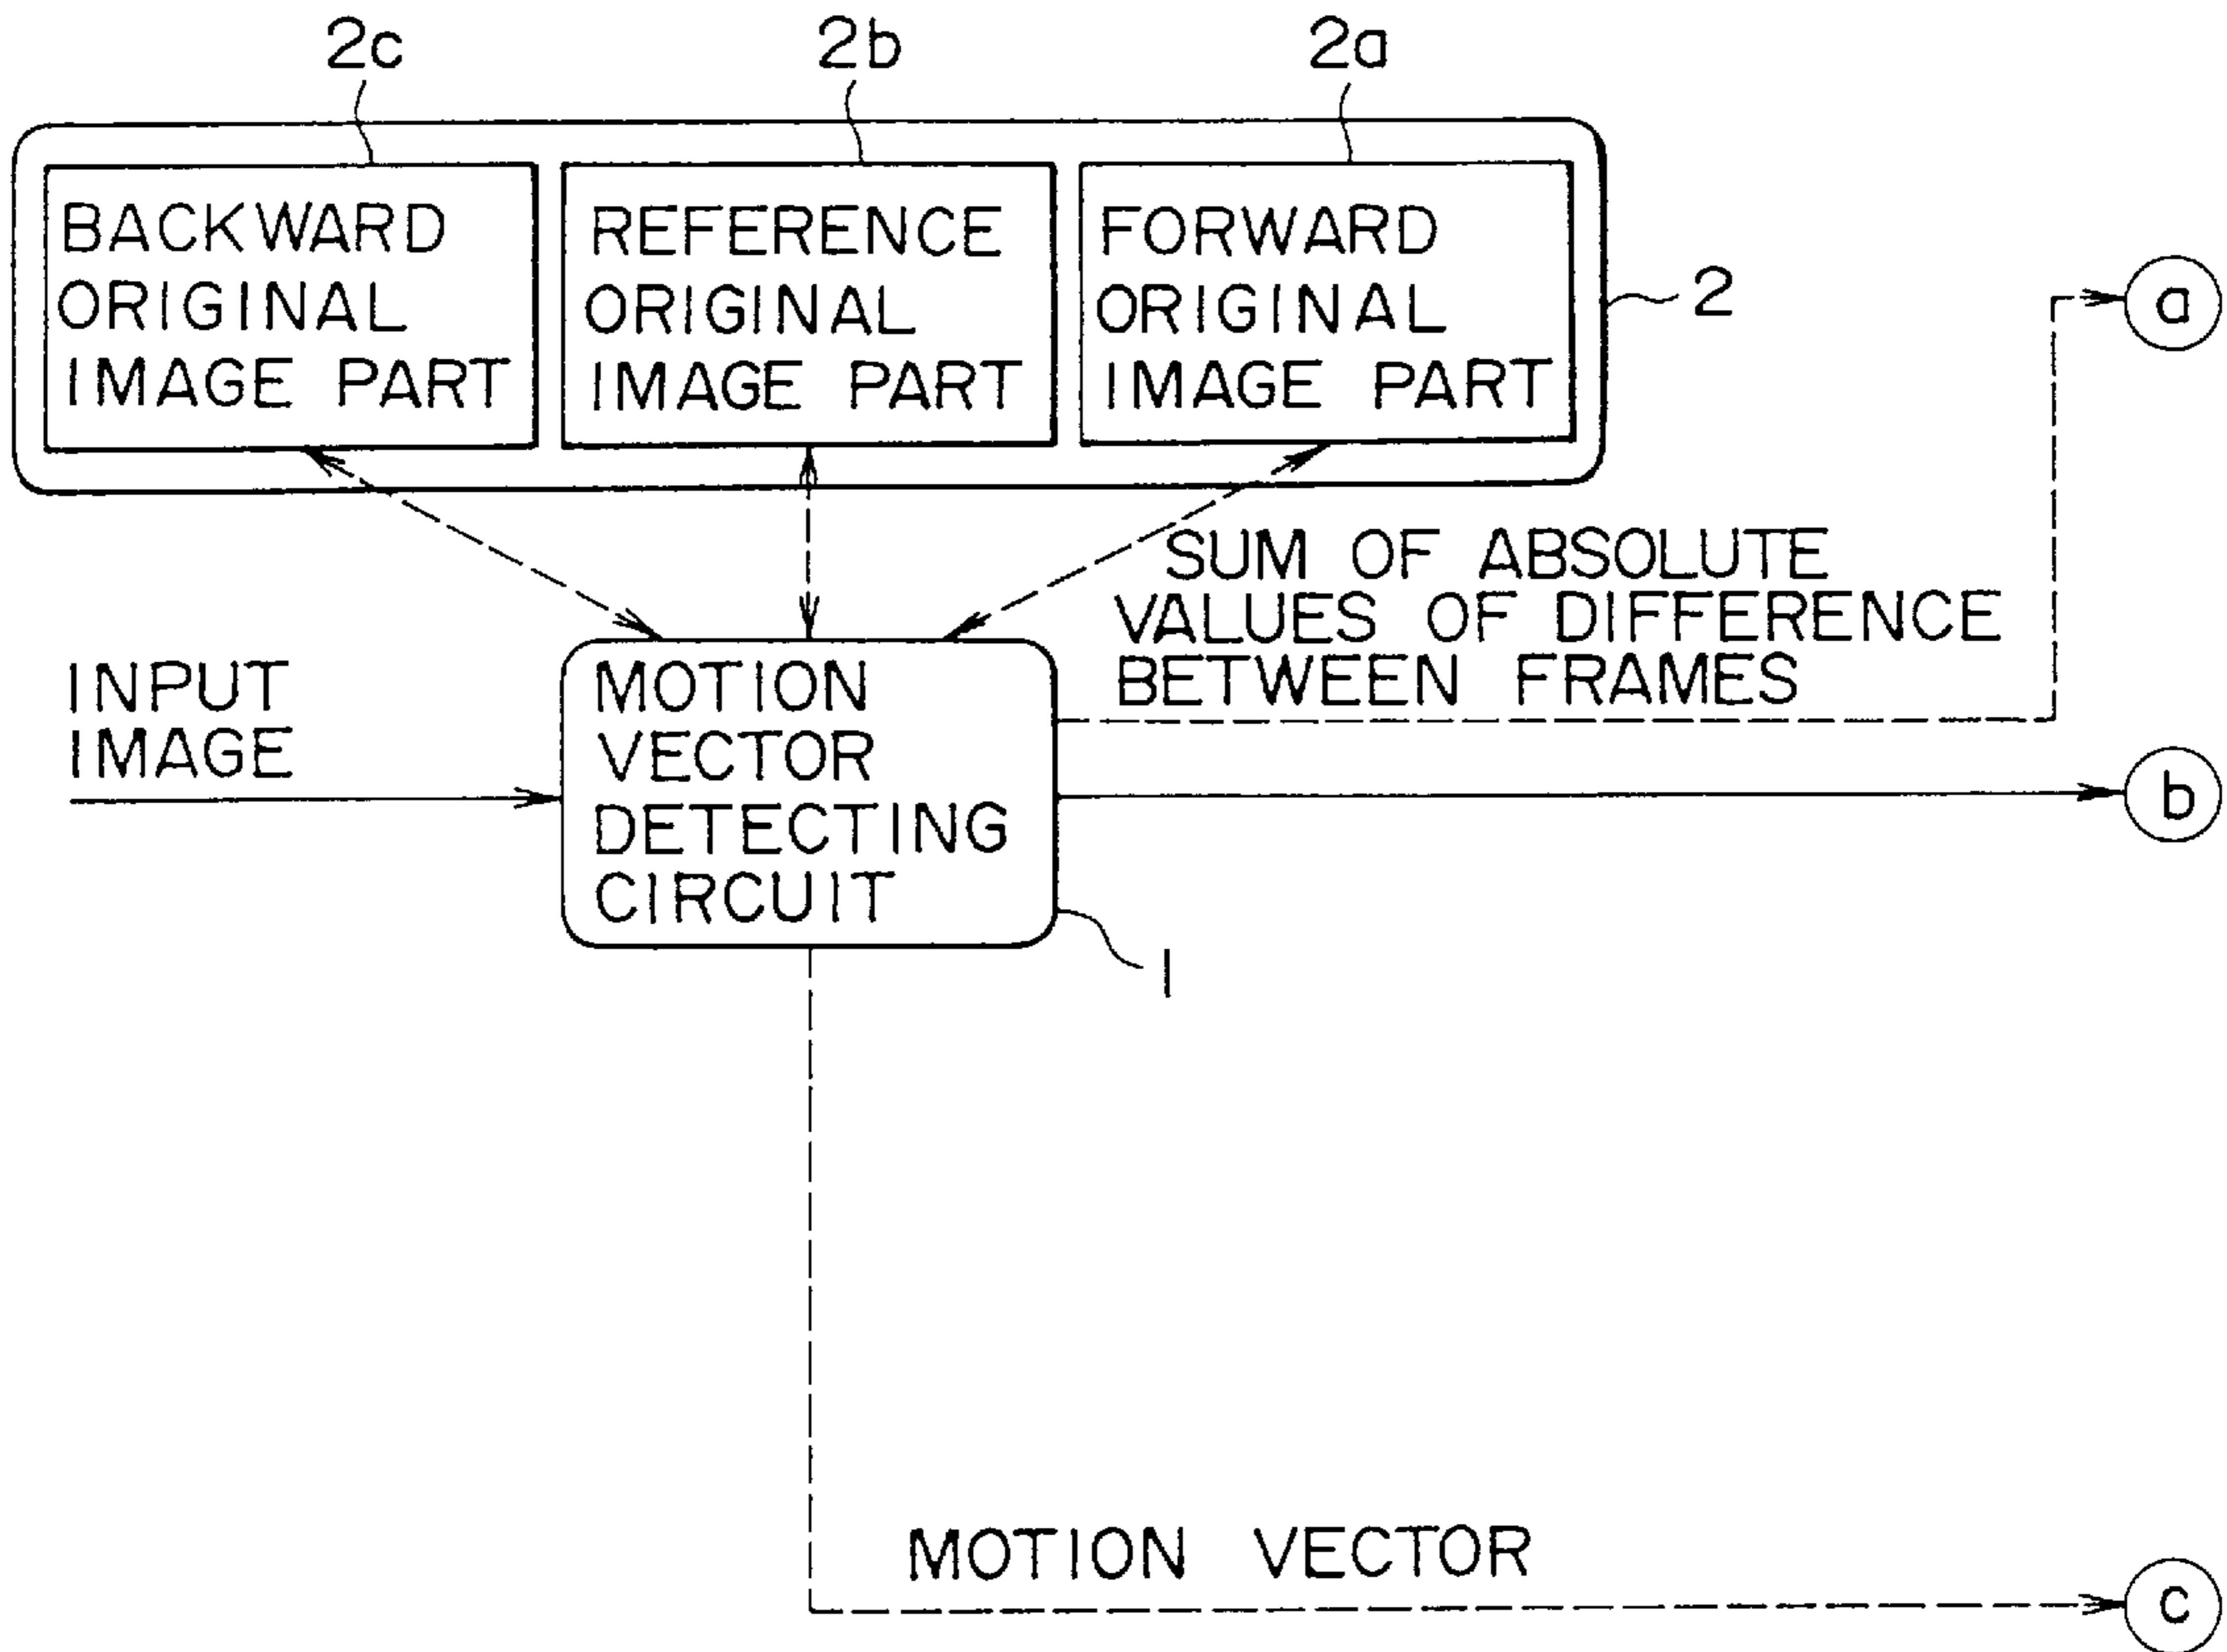 2c
2b
2a
BACKWARD
ORIGINAL
IMAGE PART
REFERENCE
ORIGINAL
IMAGE PART
FORWARD
ORIGINAL
IMAGE PART
2
a
SUM OF ABSOLUTE
VALUES OF DIFFERENCE
BETWEEN FRAMES
INPUT
IMAGE
MOTION
VECTOR
DETECTING
CIRCUIT
b
1
MOTION VECTOR
c